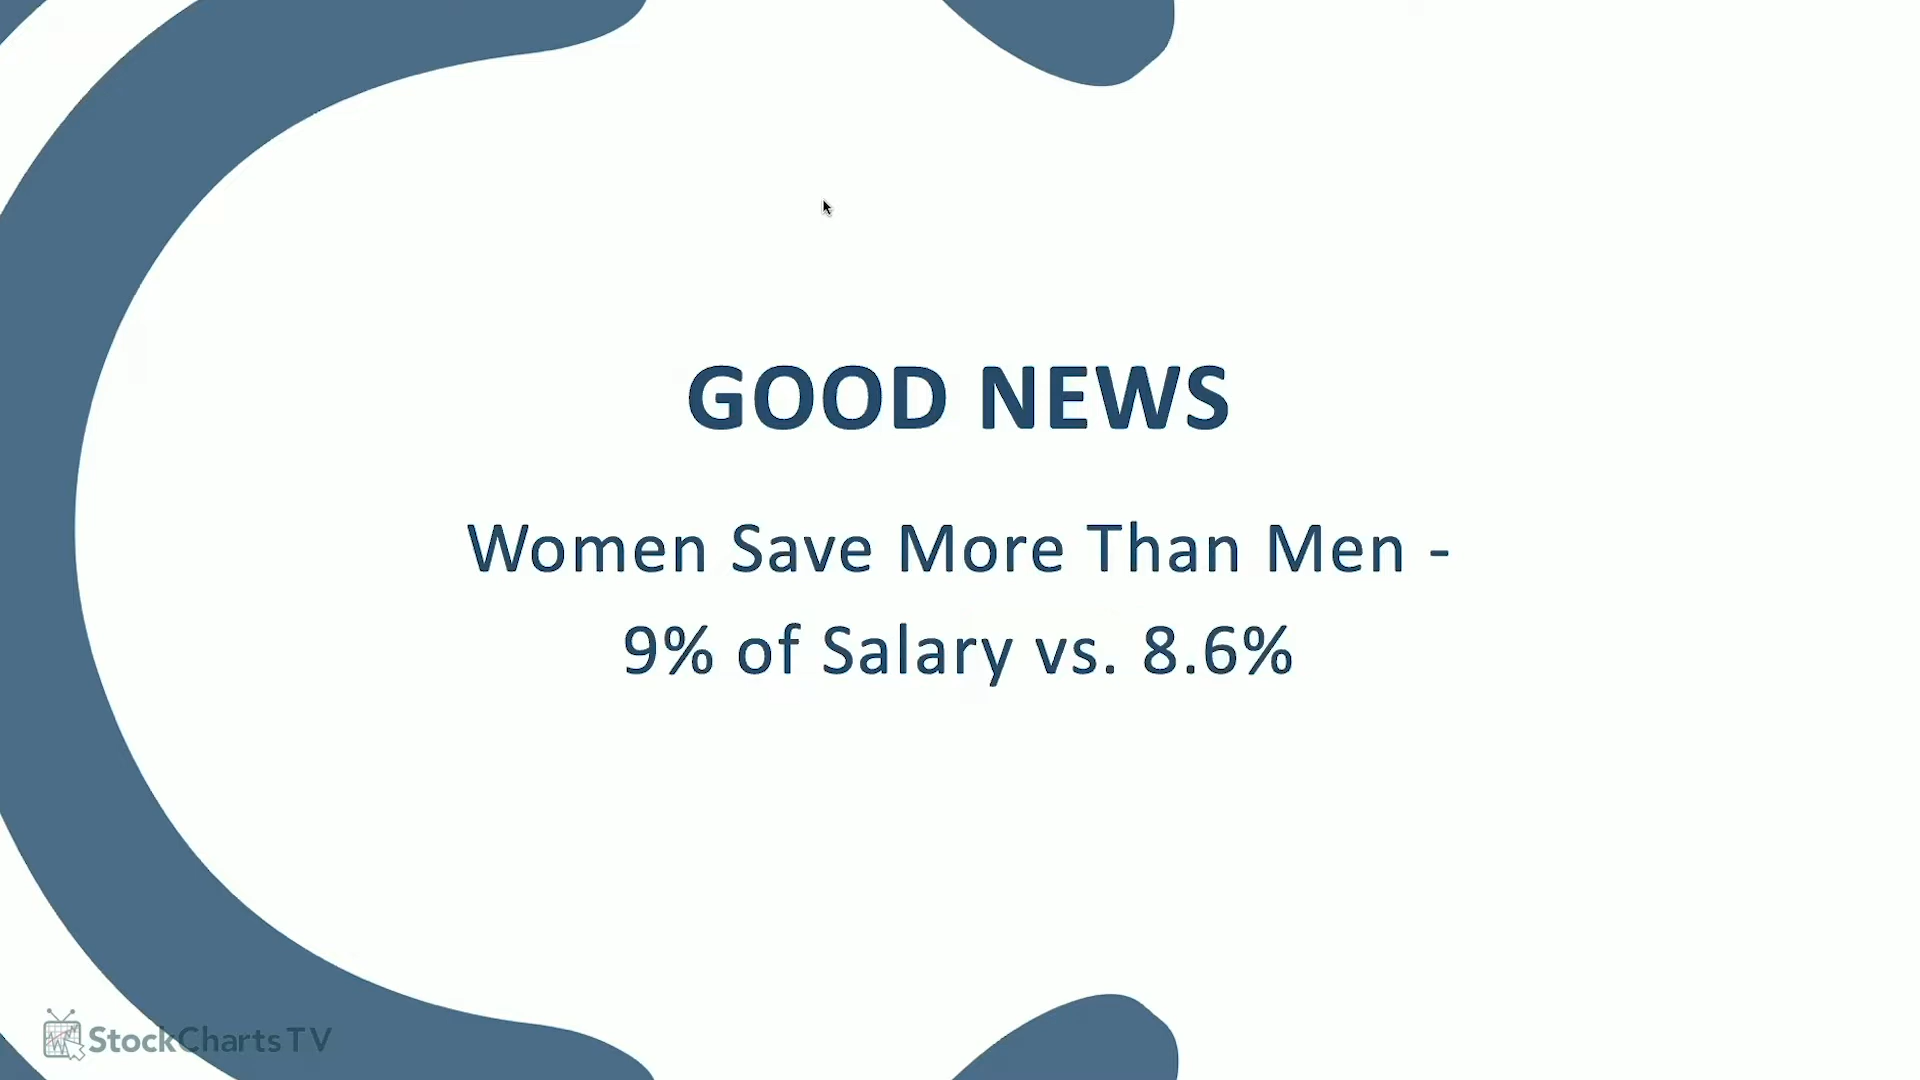 GOOD NEWS
Women Save More Than Men -
9% of Salary vs. 8.6%
StockCharts TV